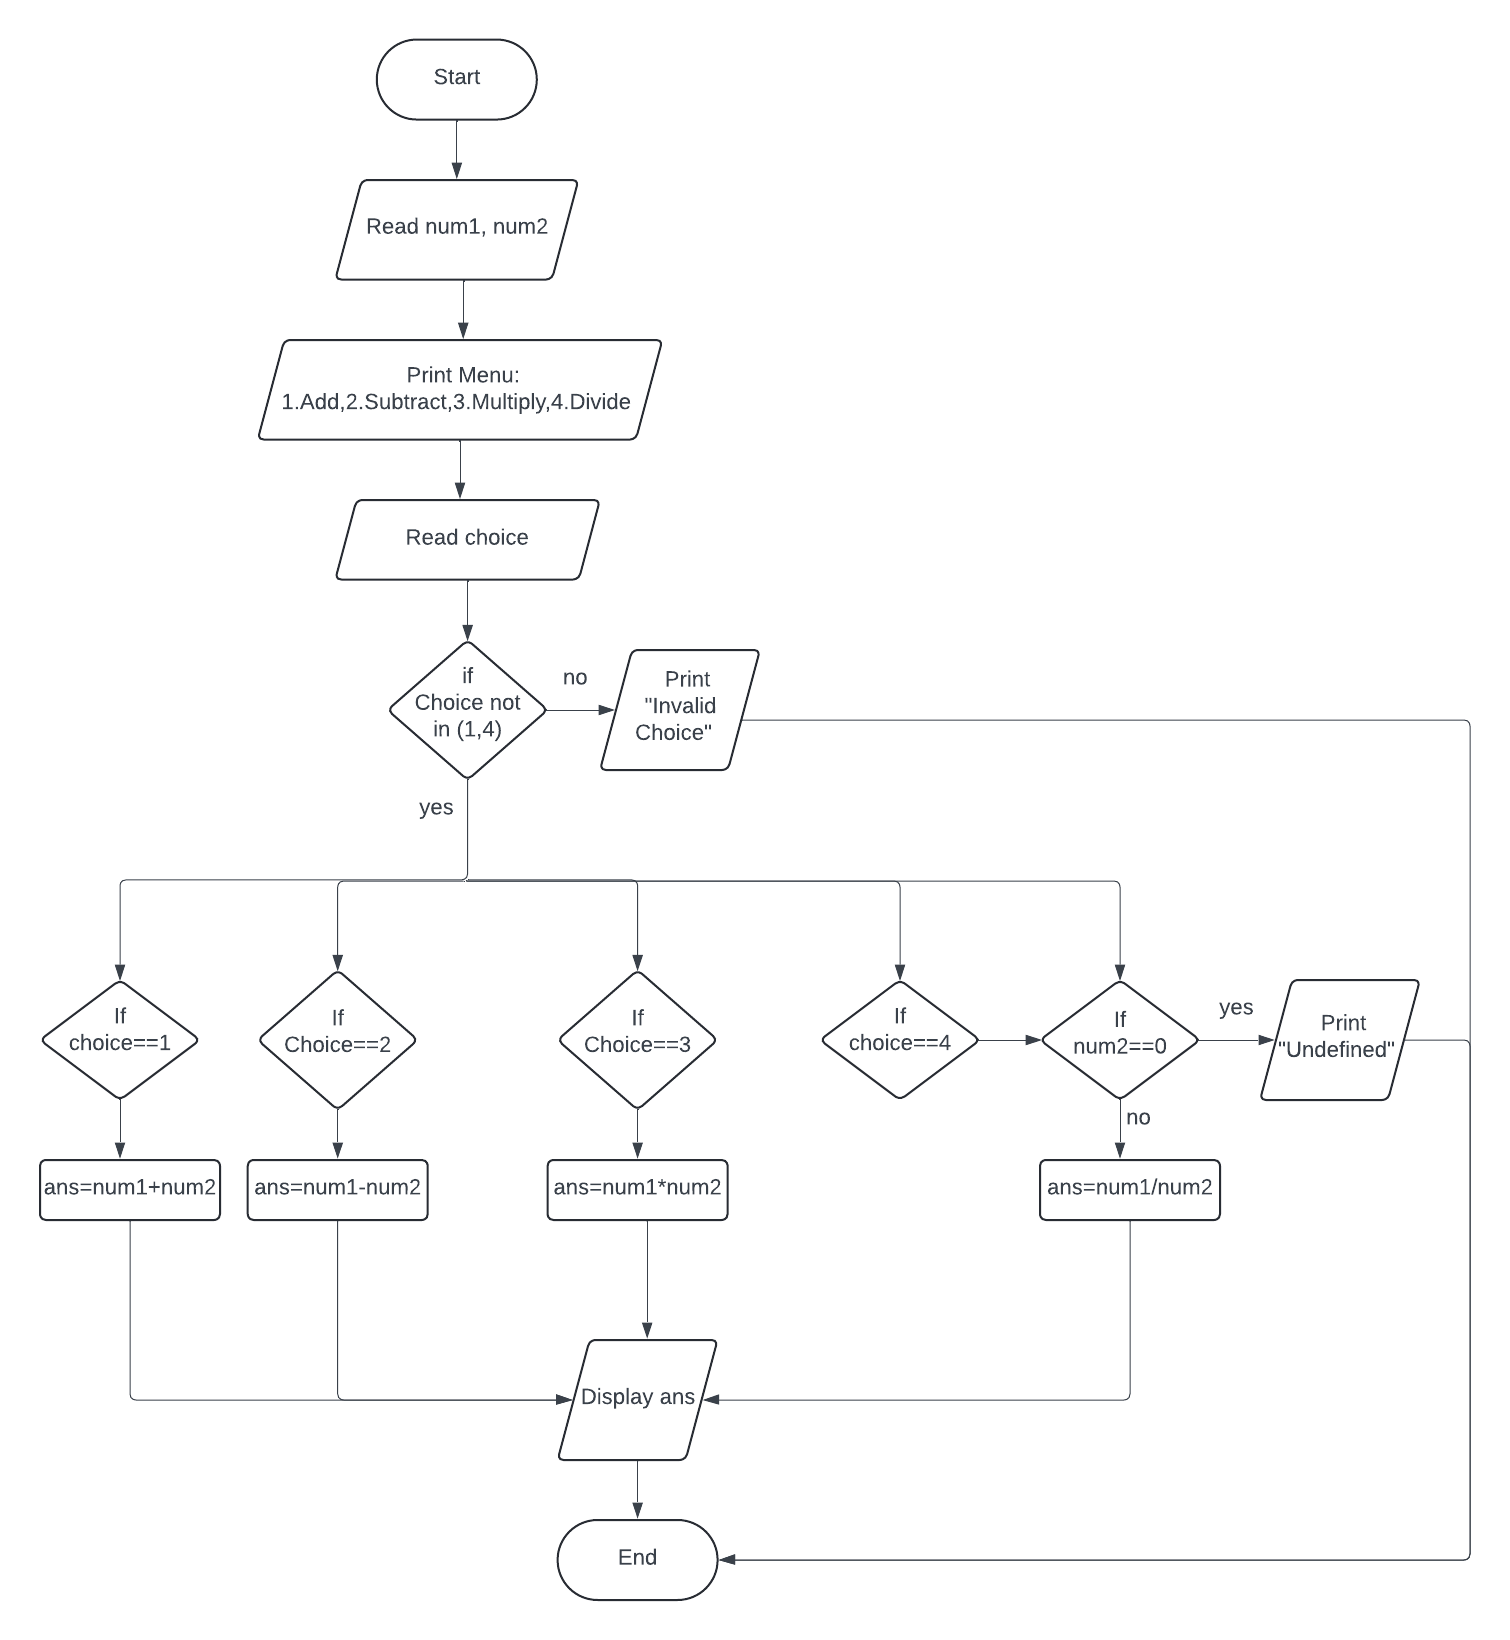 Start
Read num1, num2
Print Menu:
1.Add,2.Subtract,3.Multiply,4.Divide
Read choice
if
Choice not
in (1,4)
no
Print
"Invalid
Choice"
yes
If
choice==1
If
Choice==2
If
Choice==3
If
choice==4
If
num2==0
yes
Print
"Undefined"
no
ans=num1+num2
ans=num1-num2
ans=num1*num2
ans=num1/num2
Display ans
End